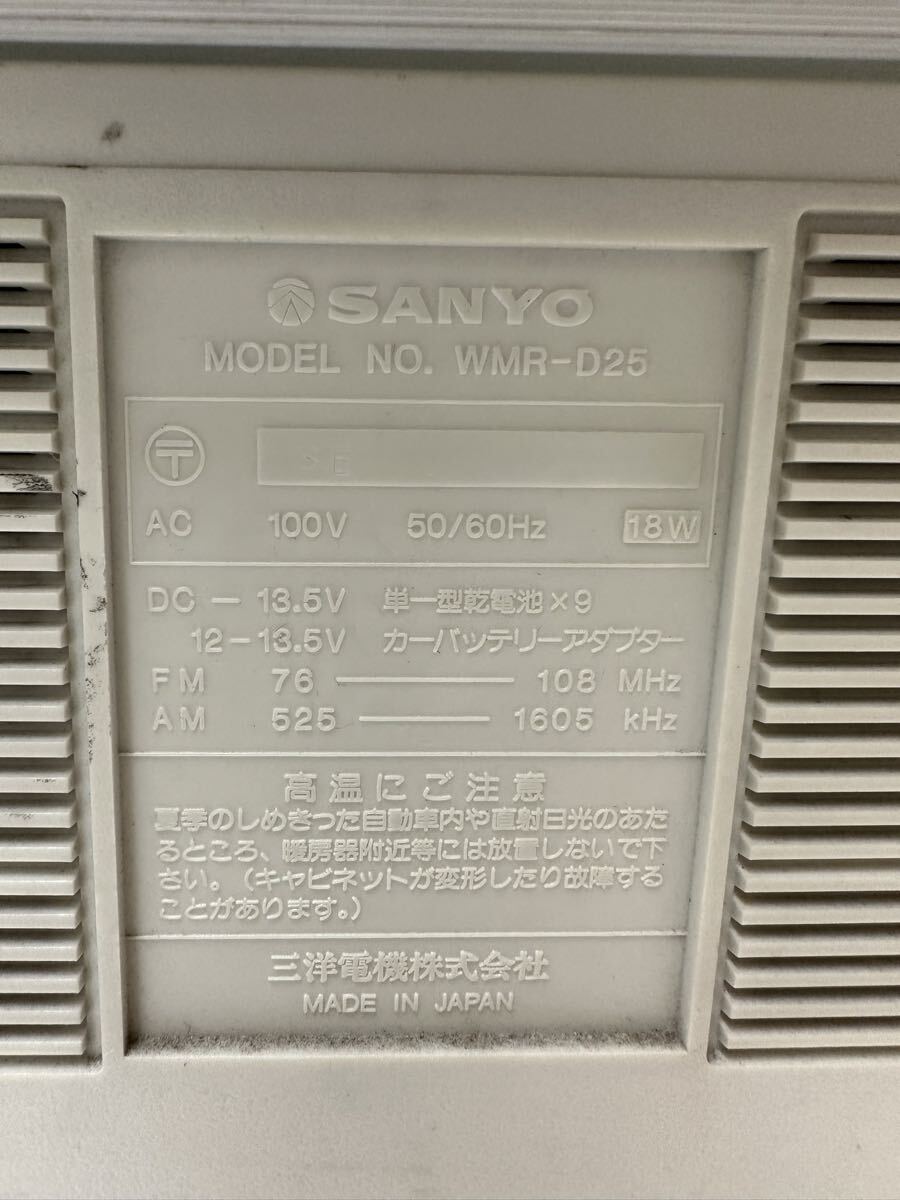 SANYO
MODEL NO. WMR-D25
〒
AC 100V 50/60Hz 18W
DC — 13.5V 単一型乾電池×9
12-13.5V カーバッテリーアダプター
FM 76 — 108 MHz
AM 525 — 1605 kHz
高温にご注意
夏季のしめきった自動車内や直射日光のあた
るところ、暖房器附近等には放置しないで下
さい。(キャビネットが変形したり故障する
ことがあります。)
三洋電機株式会社
MADE IN JAPAN